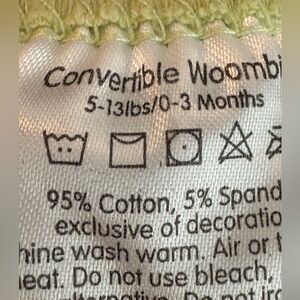 Convertible Woombi
5-13lbs/0-3 Months
95% Cotton, 5% Spand
exclusive of decoratio
hine wash warm. Air or t
eat. Do not use bleach,